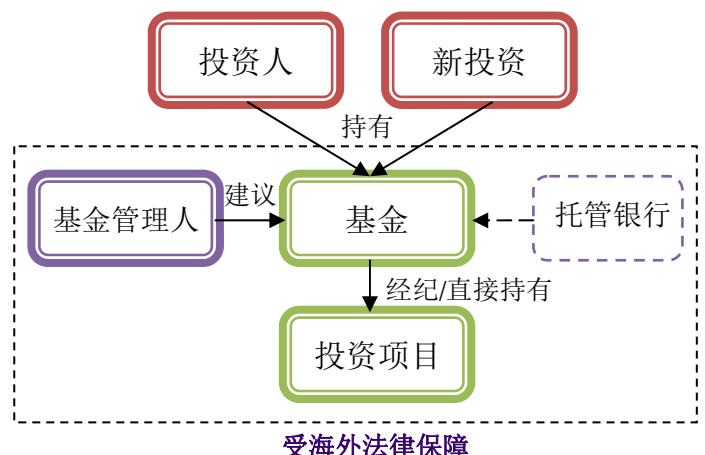 投资人
新投资
持有
基金管理人
建议
基金
托管银行
经纪/直接持有
投资项目
受海外法律保障